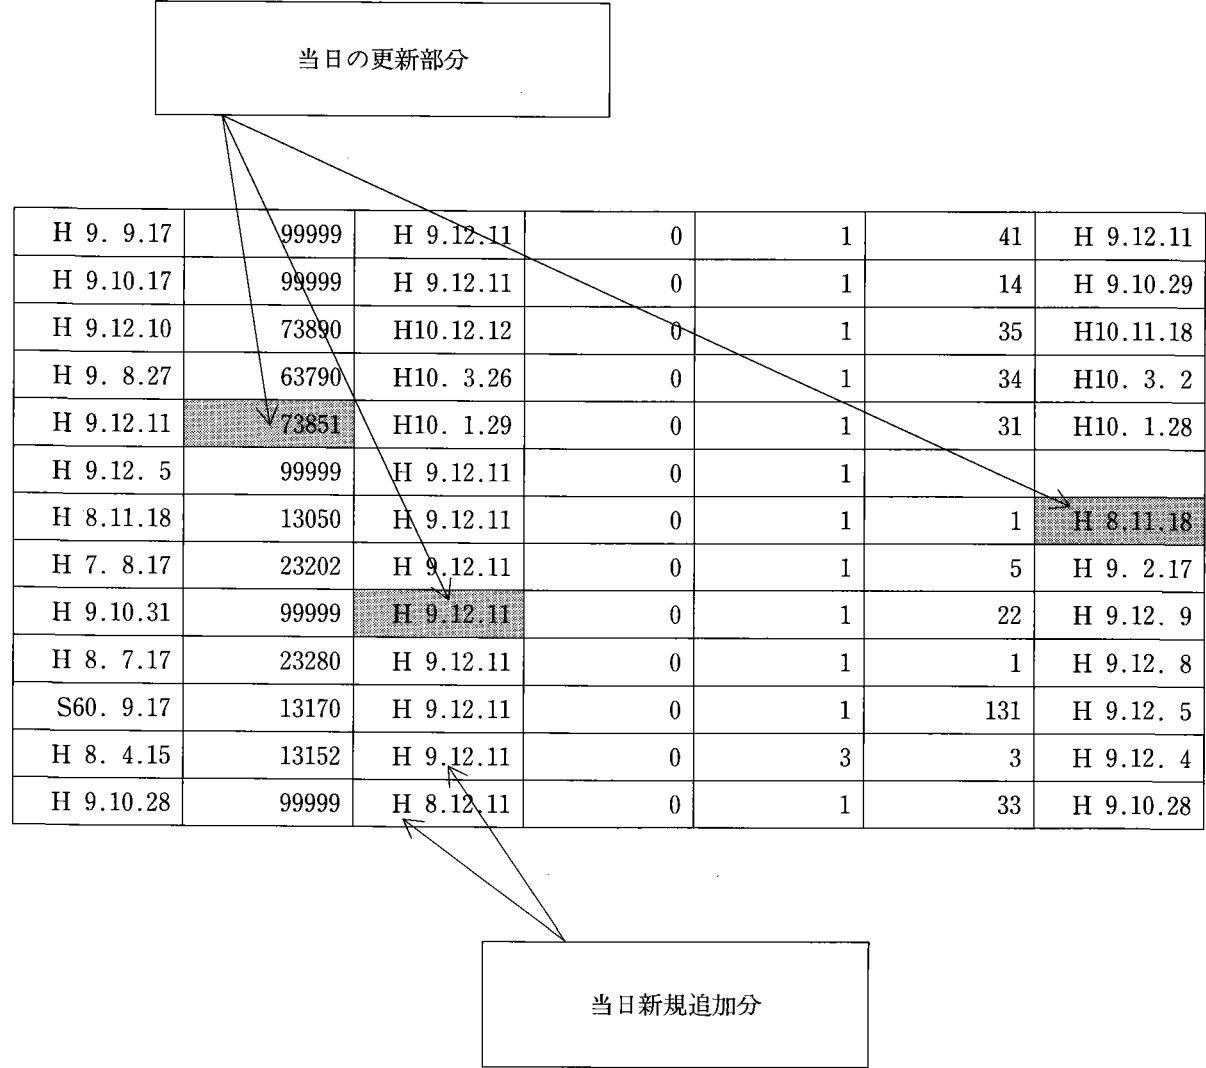 当日の更新部分
H 9. 9.17 99999 H 9.12.11 0 1 41 H 9.12.11
H 9.10.17 99999 H 9.12.11 0 1 14 H 9.10.29
H 9.12.10 73890 H10.12.12 0 1 35 H10.11.18
H 9. 8.27 63790 H10. 3.26 0 1 34 H10. 3. 2
H 9.12.11 73851 H10. 1.29 0 1 31 H10. 1.28
H 9.12. 5 99999 H 9.12.11 0 1
H 8.11.18 13050 H 9.12.11 0 1 1 H 8.11.18
H 7. 8.17 23202 H 9.12.11 0 1 5 H 9. 2.17
H 9.10.31 99999 H 9.12.11 0 1 22 H 9.12. 9
H 8. 7.17 23280 H 9.12.11 0 1 1 H 9.12. 8
S60. 9.17 13170 H 9.12.11 0 1 131 H 9.12. 5
H 8. 4.15 13152 H 9.12.11 0 3 3 H 9.12. 4
H 9.10.28 99999 H 8.12.11 0 1 33 H 9.10.28
当日新規追加分